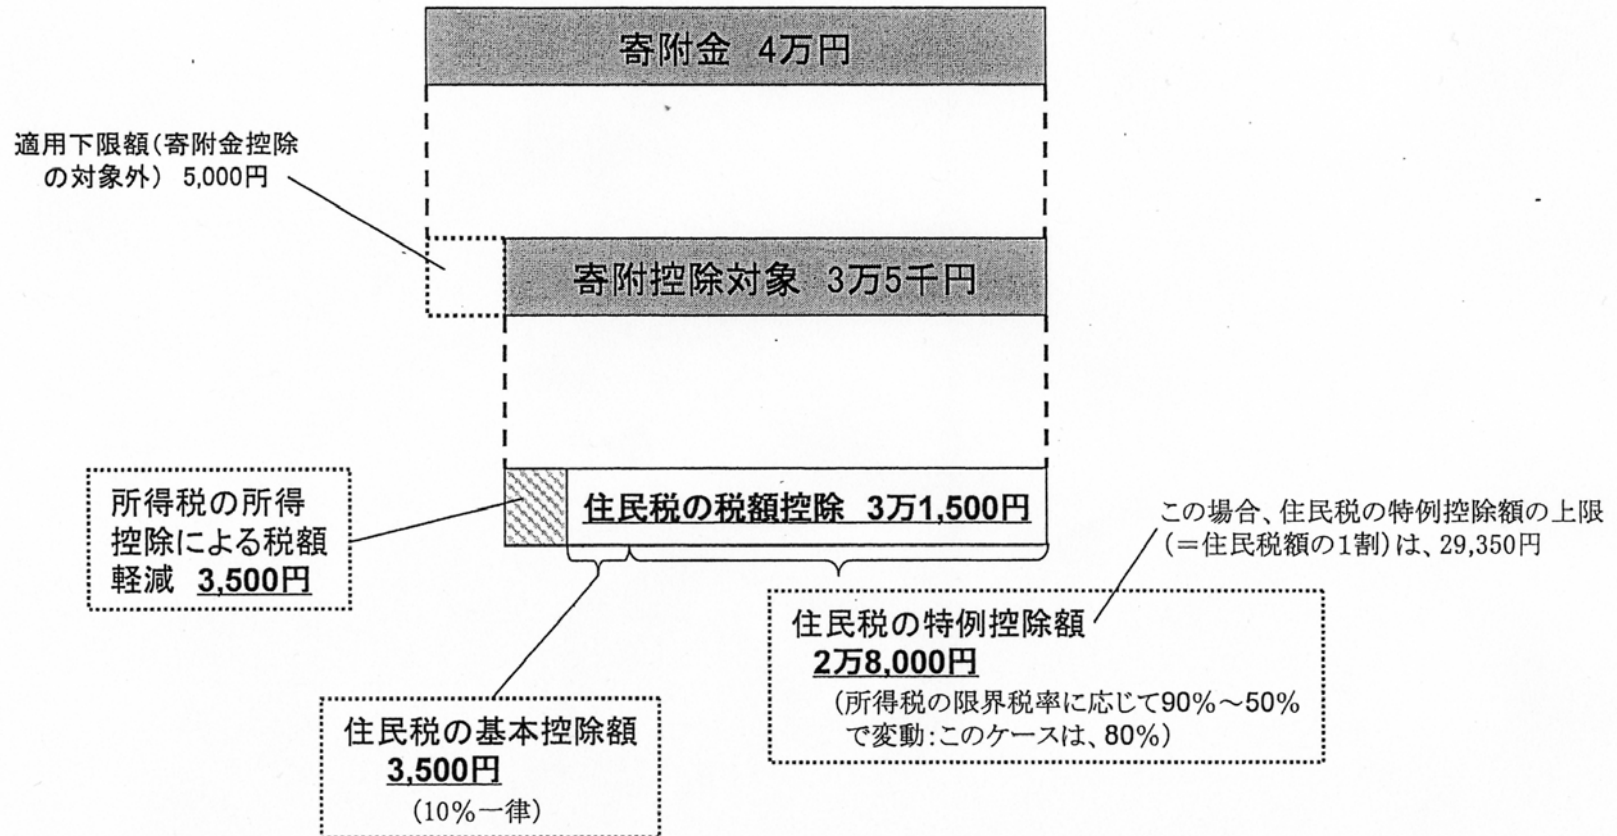 寄附金 4万円
適用下限額(寄附金控除
の対象外) 5,000円
寄附控除対象 3万5千円
所得税の所得
控除による税額
軽減 3,500円
住民税の税額控除 3万1,500円
この場合、住民税の特例控除額の上限
(=住民税額の1割)は、29,350円
住民税の特例控除額
2万8,000円
(所得税の限界税率に応じて90%~50%
で変動:このケースは、80%)
住民税の基本控除額
3,500円
(10%一律)